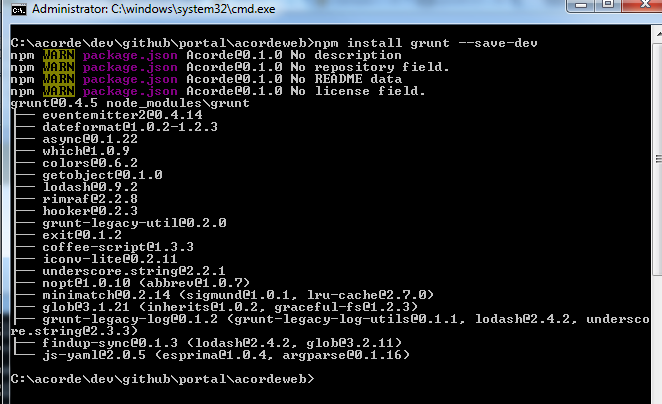 Administrator: C:\windows\system32\cmd.exe
C:\acorde\dev\github\portal\acordeweb>npm install grunt --save-dev
npm WARN package.json Acorde@0.1.0 No description
npm WARN package.json Acorde@0.1.0 No repository field.
npm WARN package.json Acorde@0.1.0 No README data
npm WARN package.json Acorde@0.1.0 No license field.
grunt@0.4.5 node_modules\grunt
├── eventemitter2@0.4.14
├── dateformat@1.0.2-1.2.3
├── async@0.1.22
├── which@1.0.9
├── colors@0.6.2
├── getobject@0.1.0
├── lodash@0.9.2
├── rimraf@2.2.8
├── hooker@0.2.3
├── grunt-legacy-util@0.2.0
├── exit@0.1.2
├── coffee-script@1.3.3
├── iconv-lite@0.2.11
├── underscore.string@2.2.1
├── nopt@1.0.10 (abbrev@1.0.7)
├── minimatch@0.2.14 (sigmund@1.0.1, lru-cache@2.7.0)
├── glob@3.1.21 (inherits@1.0.2, graceful-fs@1.2.3)
├── grunt-legacy-log@0.1.2 (grunt-legacy-log-utils@0.1.1, lodash@2.4.2, undersco
re.string@2.3.3)
├── findup-sync@0.1.3 (lodash@2.4.2, glob@3.2.11)
└── js-yaml@2.0.5 (esprima@1.0.4, argparse@0.1.16)
C:\acorde\dev\github\portal\acordeweb>